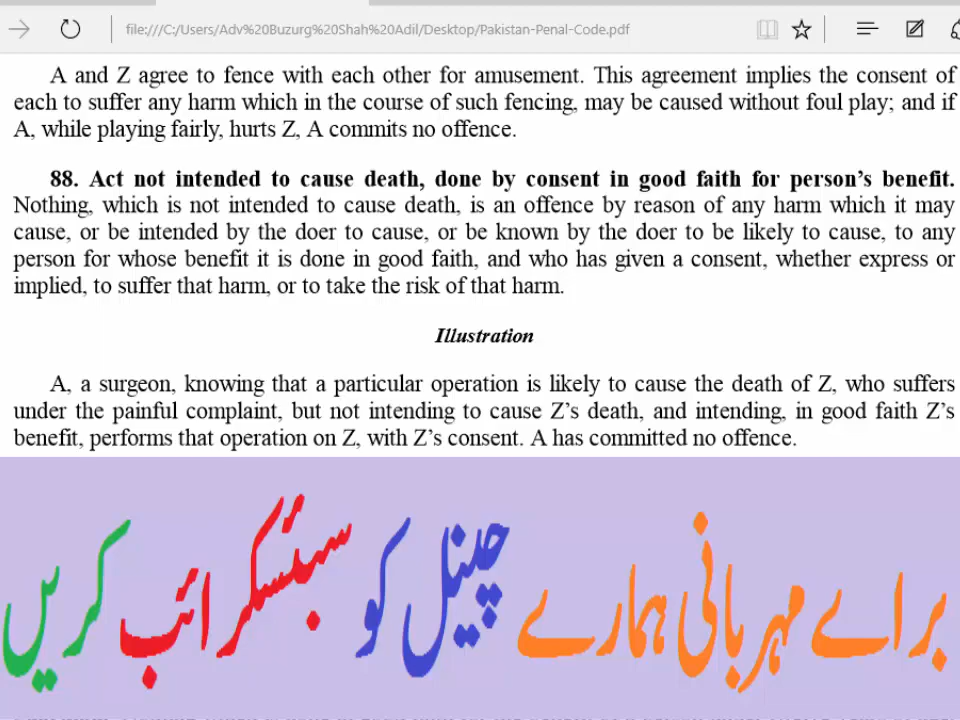 file:///C:/Users/Adv%20Buzurg%20Shah%20Adil/Desktop/Pakistan-Penal-Code.pdf
A and Z agree to fence with each other for amusement. This agreement implies the consent of
each to suffer any harm which in the course of such fencing, may be caused without foul play; and if
A, while playing fairly, hurts Z, A commits no offence.
88. Act not intended to cause death, done by consent in good faith for person’s benefit.
Nothing, which is not intended to cause death, is an offence by reason of any harm which it may
cause, or be intended by the doer to cause, or be known by the doer to be likely to cause, to any
person for whose benefit it is done in good faith, and who has given a consent, whether express or
implied, to suffer that harm, or to take the risk of that harm.
Illustration
A, a surgeon, knowing that a particular operation is likely to cause the death of Z, who suffers
under the painful complaint, but not intending to cause Z’s death, and intending, in good faith Z’s
benefit, performs that operation on Z, with Z’s consent. A has committed no offence.
براے مہربانی ہمارے چینل کو سبئسکرائب کریں